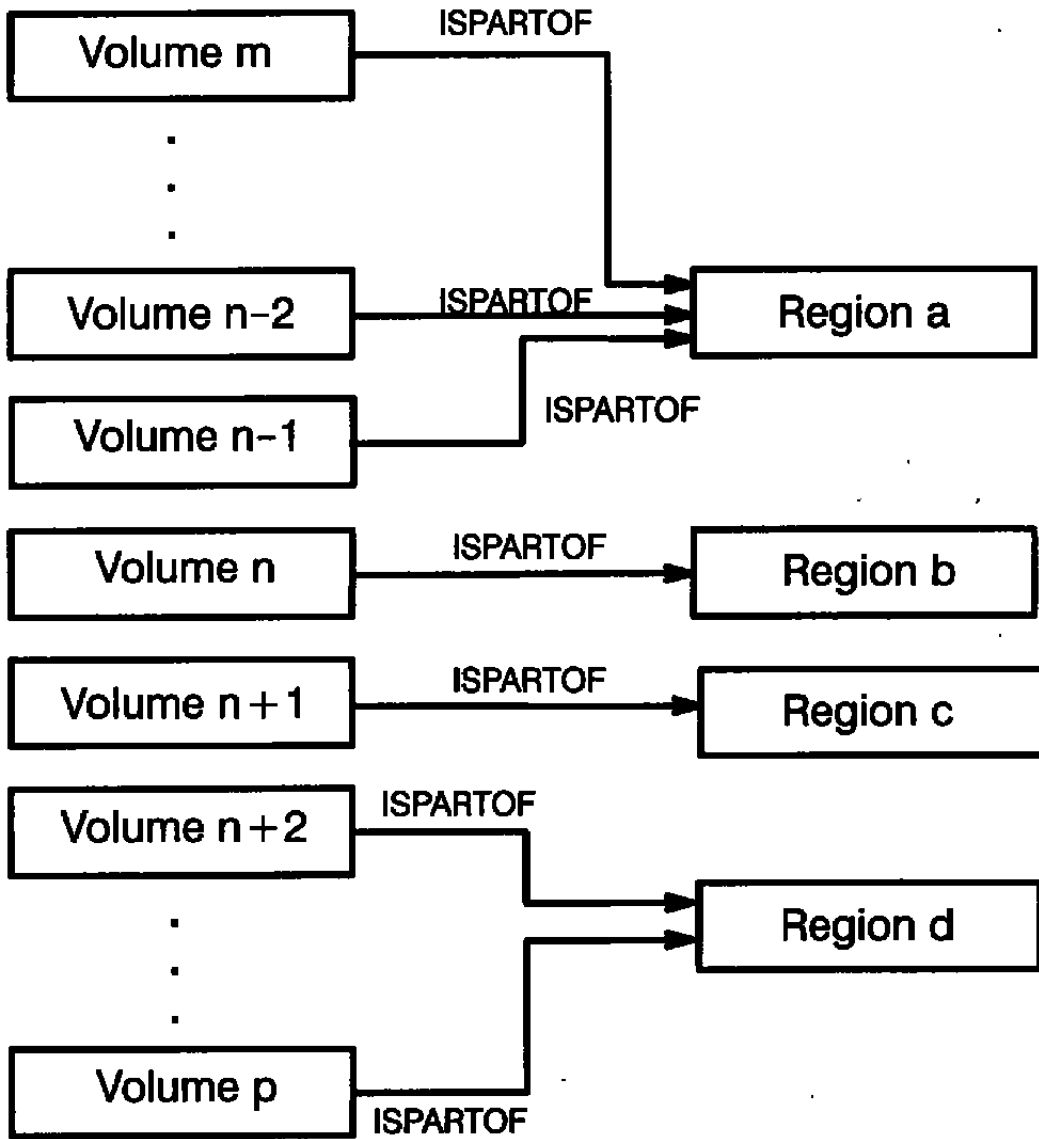 ISPARTOF
Volume m
Volume n-2
ISPARTOF
Region a
Volume n-1
ISPARTOF
Volume n
ISPARTOF
Region b
Volume n+1
ISPARTOF
Region c
Volume n+2
ISPARTOF
Region d
Volume p
ISPARTOF